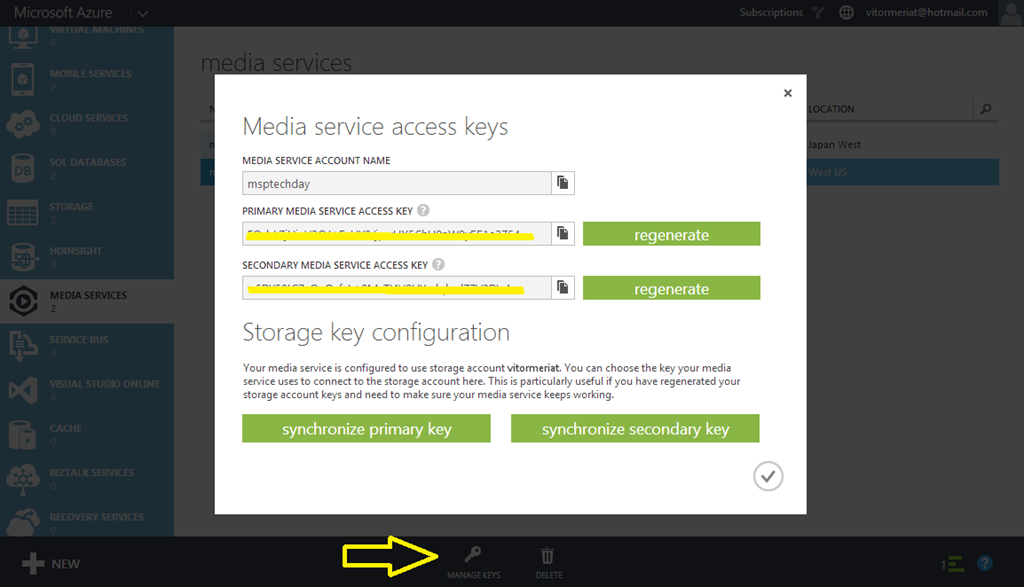 Microsoft Azure
Subscriptions
vitormeriat@hotmail.com
VIRTUAL MACHINES
0
MOBILE SERVICES
2
CLOUD SERVICES
0
SQL DATABASES
2
STORAGE
2
HDINSIGHT
0
MEDIA SERVICES
2
SERVICE BUS
0
VISUAL STUDIO ONLINE
0
CACHE
0
BIZTALK SERVICES
0
RECOVERY SERVICES
0
media services
LOCATION
Japan West
West US
Media service access keys
MEDIA SERVICE ACCOUNT NAME
msptechday
PRIMARY MEDIA SERVICE ACCESS KEY ?
regenerate
SECONDARY MEDIA SERVICE ACCESS KEY ?
regenerate
Storage key configuration
Your media service is configured to use storage account vitormeriat. You can choose the key your media
service uses to connect to the storage account here. This is particularly useful if you have regenerated your
storage account keys and need to make sure your media service keeps working.
synchronize primary key
synchronize secondary key
NEW
MANAGE KEYS
DELETE
1
?